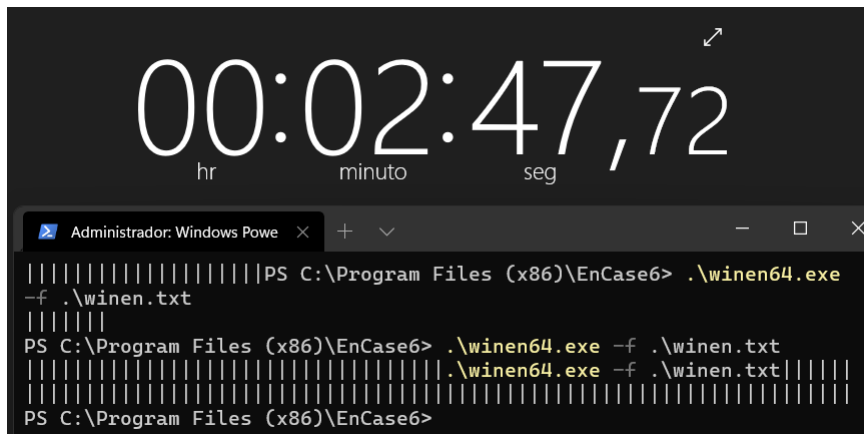 00:02:47,72
hr minuto seg
Administrador: Windows Powe
||||||||||||||||||||PS C:\Program Files (x86)\EnCase6> .\winen64.exe
-f .\winen.txt
|||||||
PS C:\Program Files (x86)\EnCase6> .\winen64.exe -f .\winen.txt
|||||||||||||||||||||||||||||||||||.\winen64.exe -f .\winen.txt||||||
||||||||||||||||||||||||||||||||||||||||||||||||||||||||||||||||||||||
PS C:\Program Files (x86)\EnCase6>